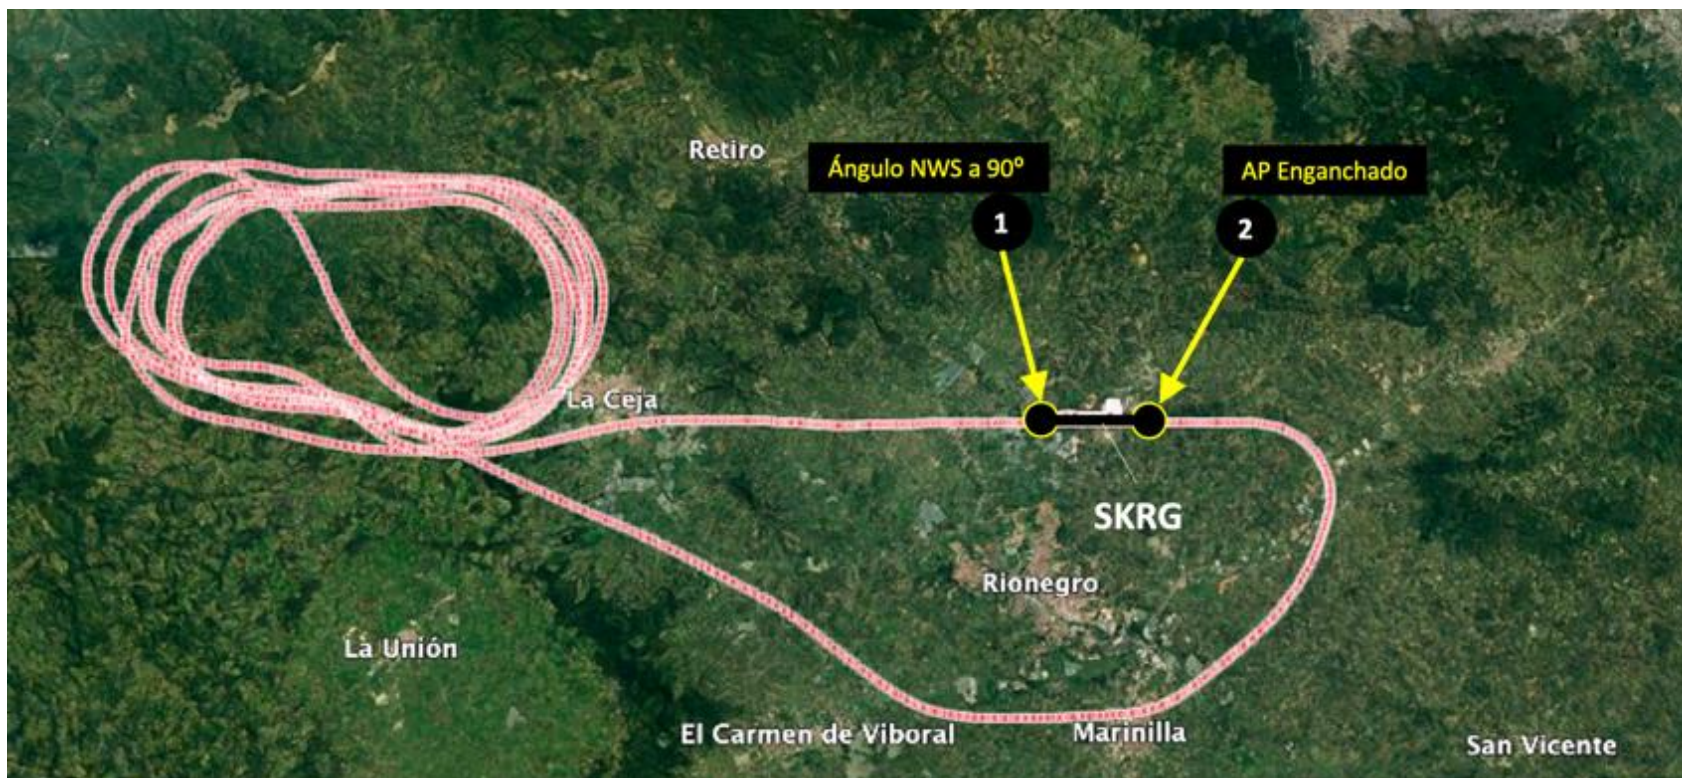 Retiro
Ángulo NWS a 90º
AP Enganchado
1
2
La Ceja
SKRG
Rionegro
La Unión
El Carmen de Viboral
Marinilla
San Vicente